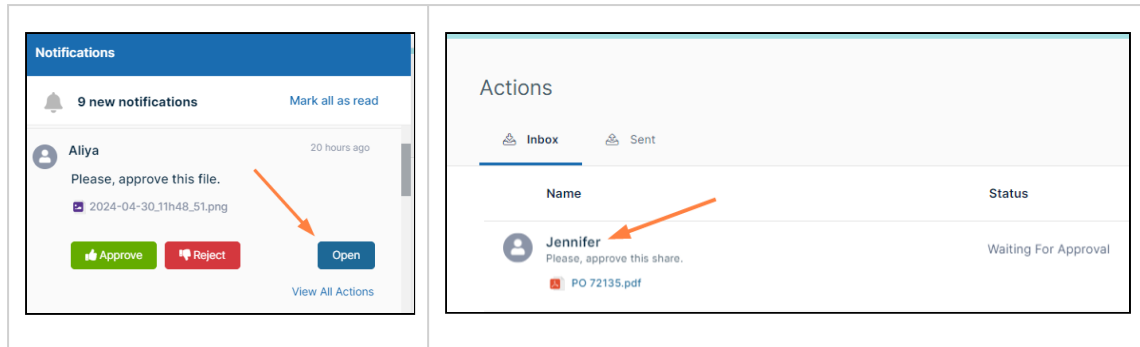 Notifications
9 new notifications Mark all as read
Aliya 20 hours ago
Please, approve this file.
2024-04-30_11h48_51.png
Approve Reject Open
View All Actions
Actions
Inbox Sent
Name Status
Jennifer
Please, approve this share.
Waiting For Approval
PO 72135.pdf